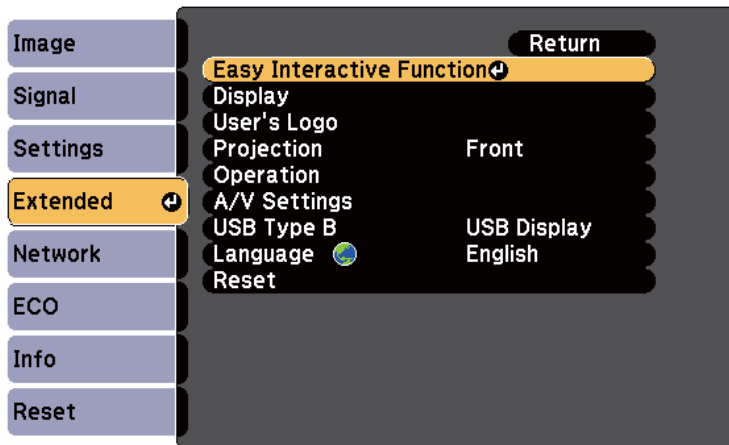 Image
Signal
Settings
Extended
Network
ECO
Info
Reset
Return
Easy Interactive Function
Display
User's Logo
Projection Front
Operation
A/V Settings
USB Type B USB Display
Language English
Reset